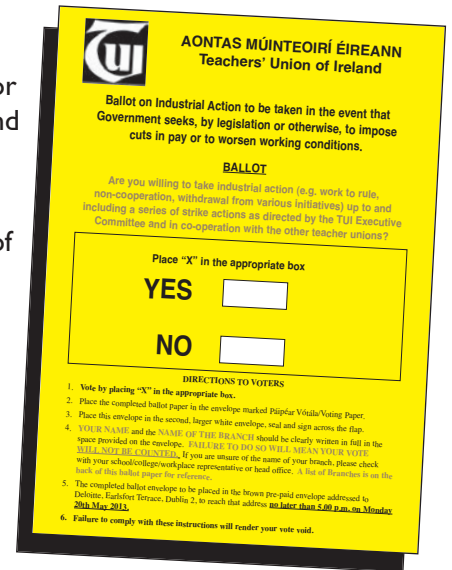 or
nd
of
TUI
AONTAS MÚINTEOIRÍ ÉIREANN
Teachers' Union of Ireland
Ballot on Industrial Action to be taken in the event that
Government seeks, by legislation or otherwise, to impose
cuts in pay or to worsen working conditions.
BALLOT
Are you willing to take industrial action (e.g. work to rule,
non-cooperation, withdrawal from various initiatives) up to and
including a series of strike actions as directed by the TUI Executive
Committee and in co-operation with the other teacher unions?
Place “X” in the appropriate box
YES
NO
DIRECTIONS TO VOTERS
1. Vote by placing “X” in the appropriate box.
2. Place the completed ballot paper in the envelope marked Páipéar Vótála/Voting Paper.
3. Place this envelope in the second, larger white envelope, seal and sign across the flap.
4. YOUR NAME and the NAME OF THE BRANCH should be clearly written in full in the
space provided on the envelope. FAILURE TO DO SO WILL MEAN YOUR VOTE
WILL NOT BE COUNTED. If you are unsure of the name of your branch, please check
with your school/college/workplace representative or head office. A list of Branches is on the
back of this ballot paper for reference.
5. The completed ballot envelope to be placed in the brown pre-paid envelope addressed to
Deloitte, Earlsfort Terrace, Dublin 2, to reach that address no later than 5.00 p.m. on Monday
20th May 2013.
6. Failure to comply with these instructions will render your vote void.